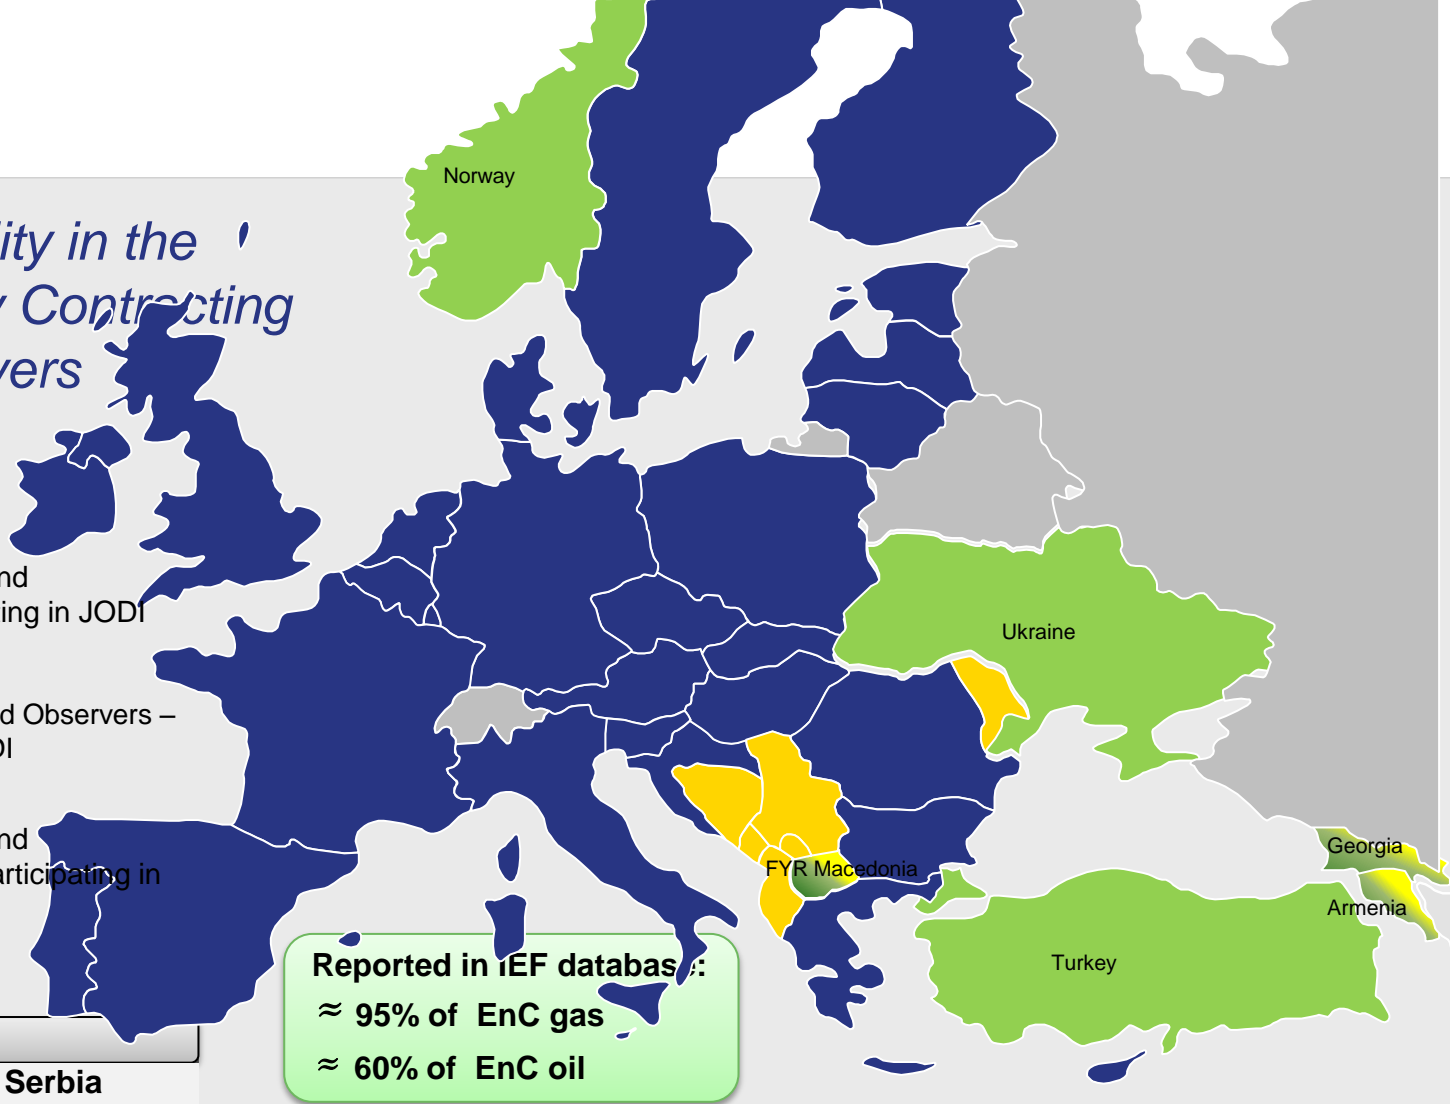 Norway
ity in the
y Contracting
vers
nd
ing in JODI
Ukraine
d Observers –
DI
nd
articipating in
FYR Macedonia
Georgia
Armenia
Turkey
Reported in IEF database:
≈ 95% of EnC gas
≈ 60% of EnC oil
Serbia